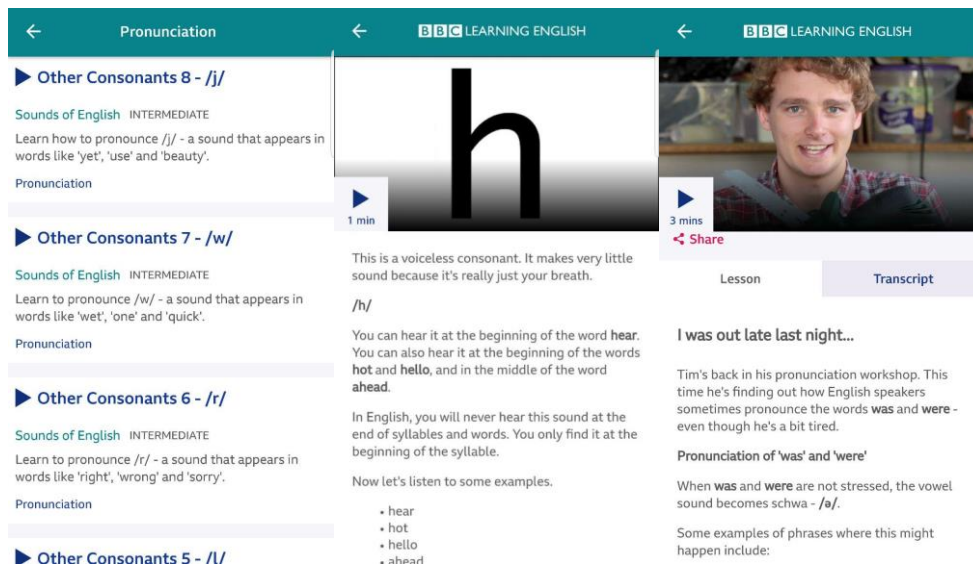 Pronunciation
Other Consonants 8 - /j/
Sounds of English INTERMEDIATE
Learn how to pronounce /j/ - a sound that appears in
words like 'yet', 'use' and 'beauty'.
Pronunciation
Other Consonants 7 - /w/
Sounds of English INTERMEDIATE
Learn to pronounce /w/ - a sound that appears in
words like 'wet', 'one' and 'quick'.
Pronunciation
Other Consonants 6 - /r/
Sounds of English INTERMEDIATE
Learn to pronounce /r/ - a sound that appears in
words like 'right', 'wrong' and 'sorry'.
Pronunciation
Other Consonants 5 - /l/
BBC LEARNING ENGLISH
h
1 min
This is a voiceless consonant. It makes very little
sound because it's really just your breath.
/h/
You can hear it at the beginning of the word hear.
You can also hear it at the beginning of the words
hot and hello, and in the middle of the word
ahead.
In English, you will never hear this sound at the
end of syllables and words. You only find it at the
beginning of the syllable.
Now let's listen to some examples.
• hear
• hot
• hello
• ahead
BBC LEARNING ENGLISH
3 mins
Share
Lesson Transcript
I was out late last night...
Tim's back in his pronunciation workshop. This
time he's finding out how English speakers
sometimes pronounce the words was and were -
even though he's a bit tired.
Pronunciation of 'was' and 'were'
When was and were are not stressed, the vowel
sound becomes schwa - /ə/.
Some examples of phrases where this might
happen include: